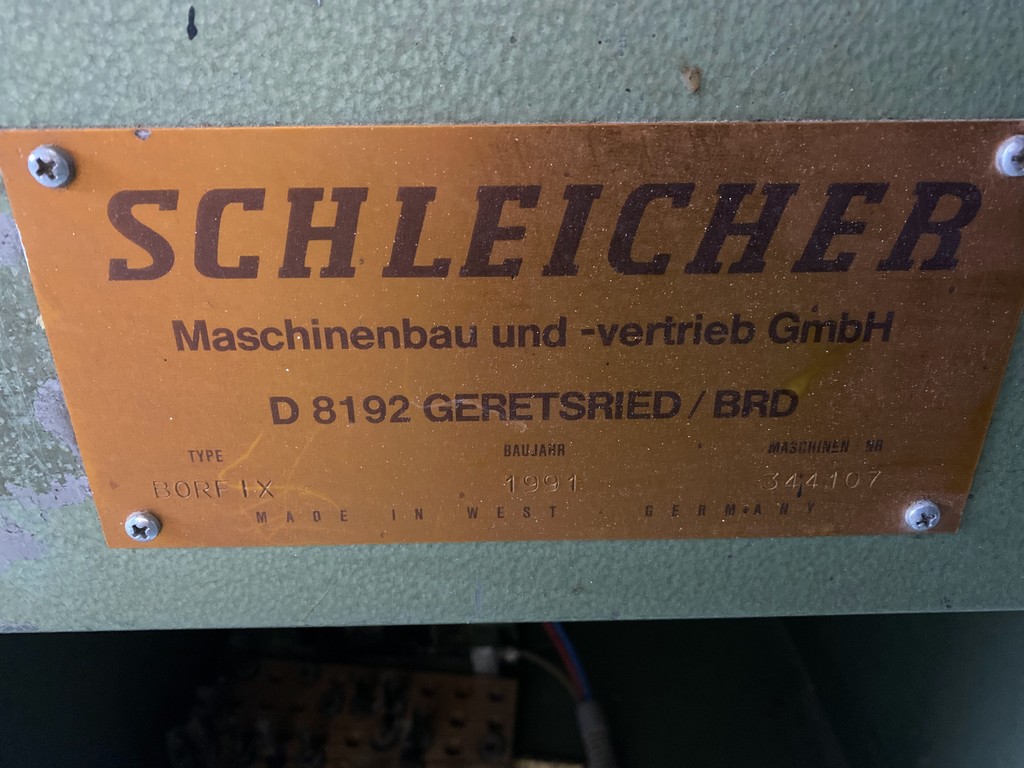 SCHLEICHER
Maschinenbau und -vertrieb GmbH
D 8192 GERETSRIED / BRD
TYPE BAUJAHR MASCHINEN NR
BORFIX 1991 344107
MADE IN WEST - GERMANY